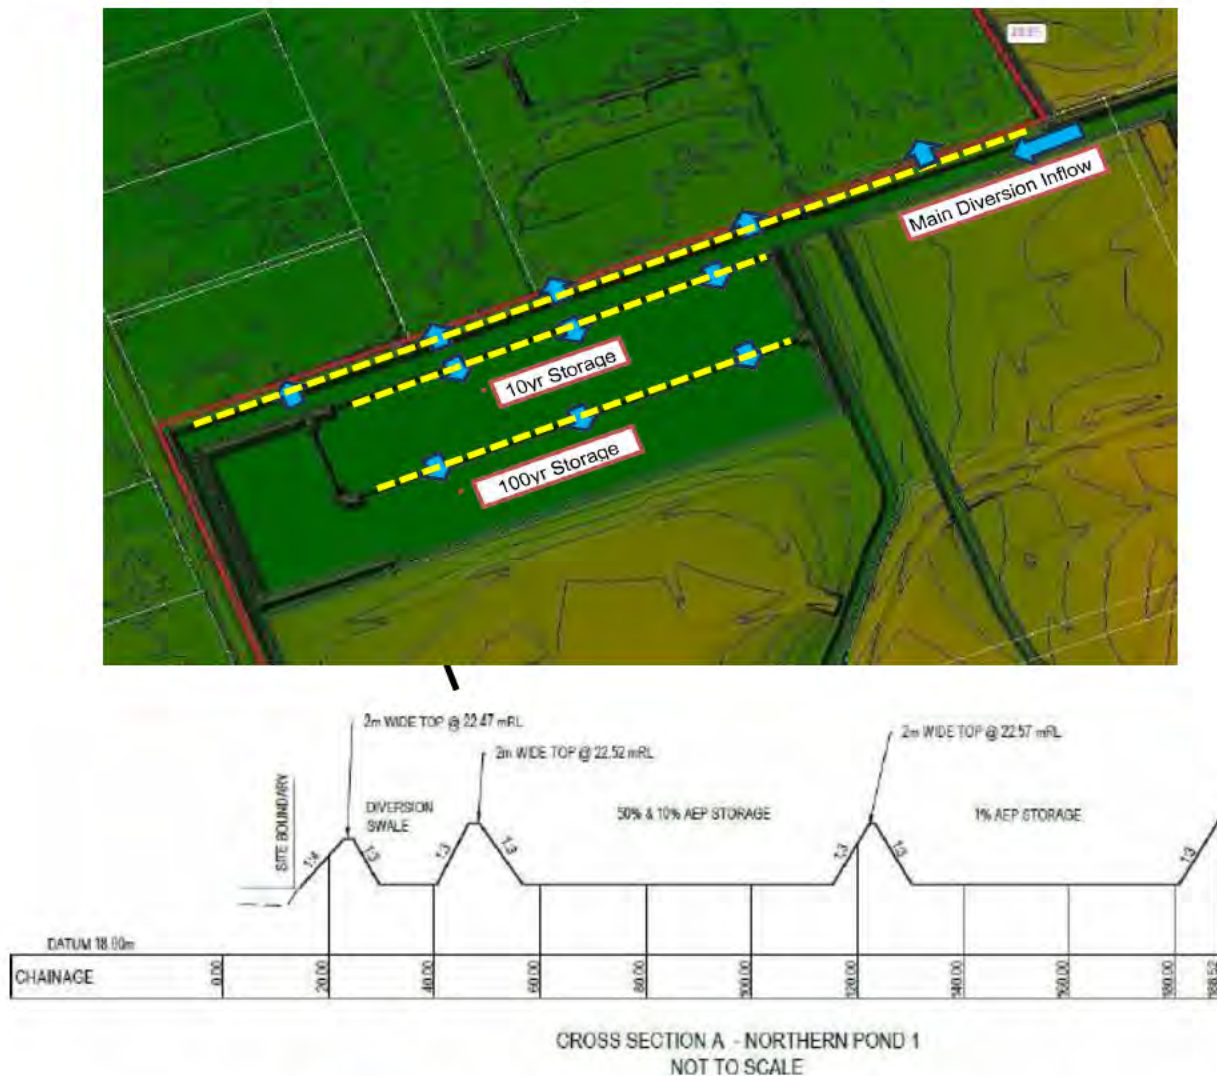 Main Diversion Inflow
10yr Storage
100yr Storage
2m WIDE TOP @ 22.47 mRL
2m WIDE TOP @ 22.52 mRL
2m WIDE TOP @ 22.57 mRL
SITE BOUNDARY
DIVERSION
SWALE
50% & 10% AEP STORAGE
1% AEP STORAGE
1:4
1:3
1:3
1:3
1:3
1:3
1:3
DATUM 18.00m
CHAINAGE
0.00
20.00
40.00
60.00
80.00
100.00
120.00
140.00
160.00
180.00
CROSS SECTION A - NORTHERN POND 1
NOT TO SCALE